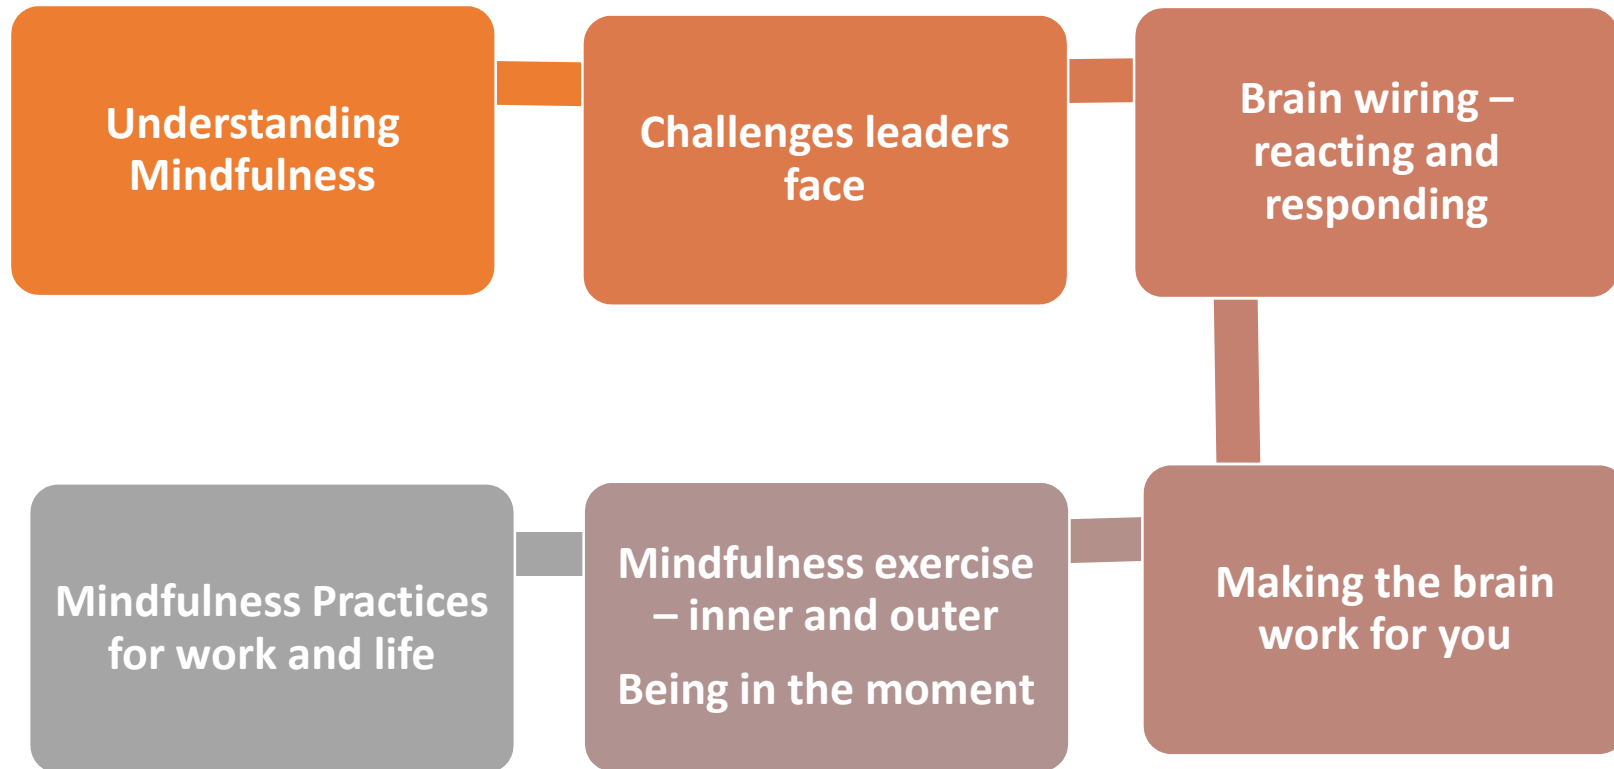 Understanding
Mindfulness
Challenges leaders
face
Brain wiring –
reacting and
responding
Making the brain
work for you
Mindfulness exercise
– inner and outer
Being in the moment
Mindfulness Practices
for work and life